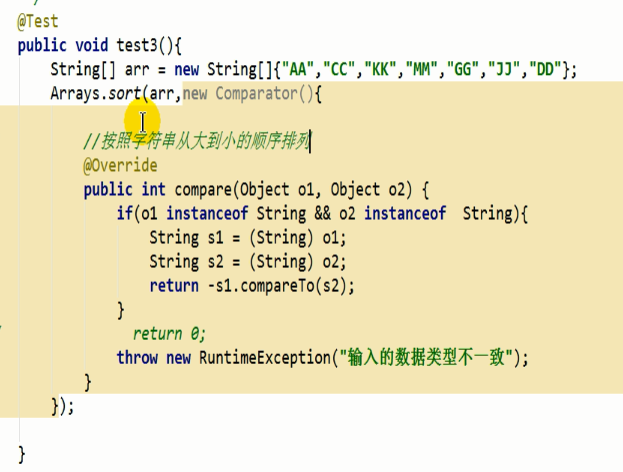 @Test
public void test3(){
String[] arr = new String[]{"AA","CC","KK","MM","GG","JJ","DD"};
Arrays.sort(arr,new Comparator(){
//按照字符串从大到小的顺序排列
@Override
public int compare(Object o1, Object o2) {
if(o1 instanceof String && o2 instanceof  String){
String s1 = (String) o1;
String s2 = (String) o2;
return -s1.compareTo(s2);
}
return 0;
throw new RuntimeException("输入的数据类型不一致");
}
});
}